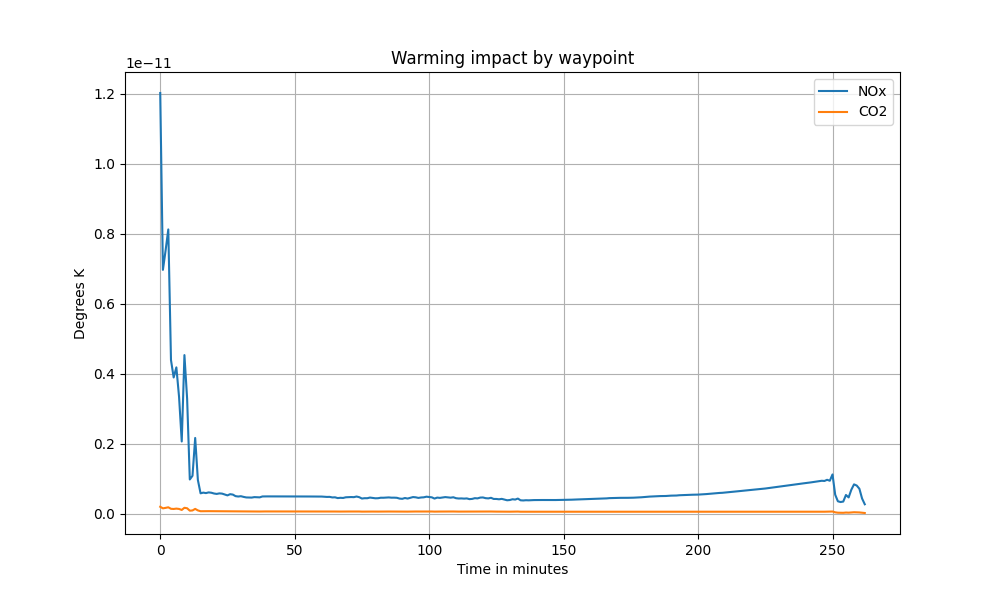 Warming impact by waypoint
1e−11
NOx
CO2
1.2
1.0
0.8
0.6
0.4
0.2
0.0
Degrees K
0 50 100 150 200 250
Time in minutes